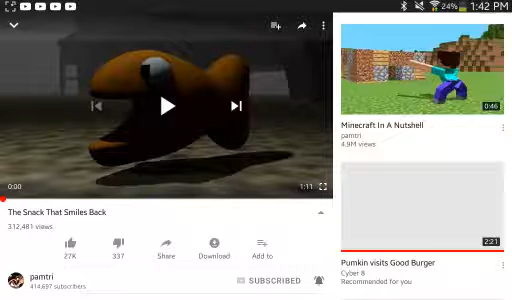 24% 1:42 PM
0:00
1:11
The Snack That Smiles Back
312,481 views
27K
337
Share
Download
Add to
pamtri
414,697 subscribers
SUBSCRIBED
0:46
Minecraft In A Nutshell
pamtri
4.9M views
2:21
Pumkin visits Good Burger
Cyber 8
Recommended for you